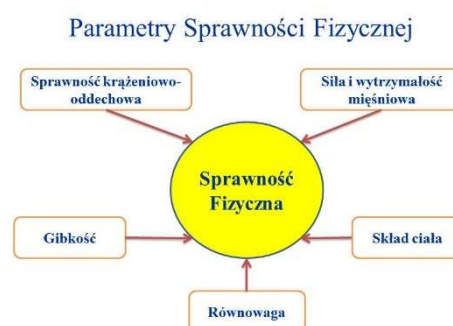 Parametry Sprawności Fizycznej
Sprawność krążeniowo-
oddechowa
Siła i wytrzymałość
mięśniowa
Sprawność
Fizyczna
Gibkość
Skład ciała
Równowaga